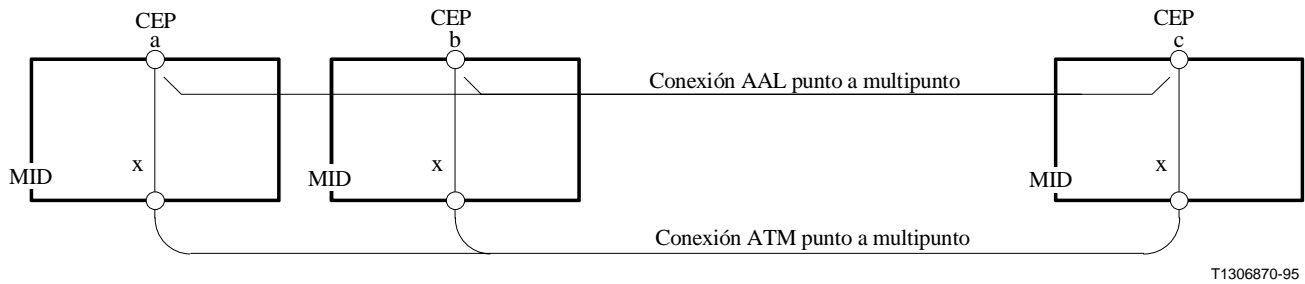 CEP
a
CEP
b
CEP
c
Conexión AAL punto a multipunto
MID
x
MID
x
MID
x
Conexión ATM punto a multipunto
T1306870-95